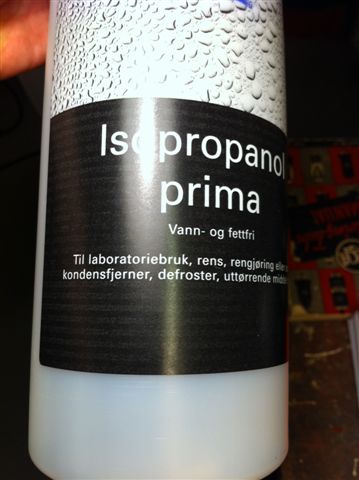 Isopropanol
prima
Vann- og fettfri
Til laboratoriebruk, rens, rengjøring eller
kondensfjerner, defroster, uttørrende